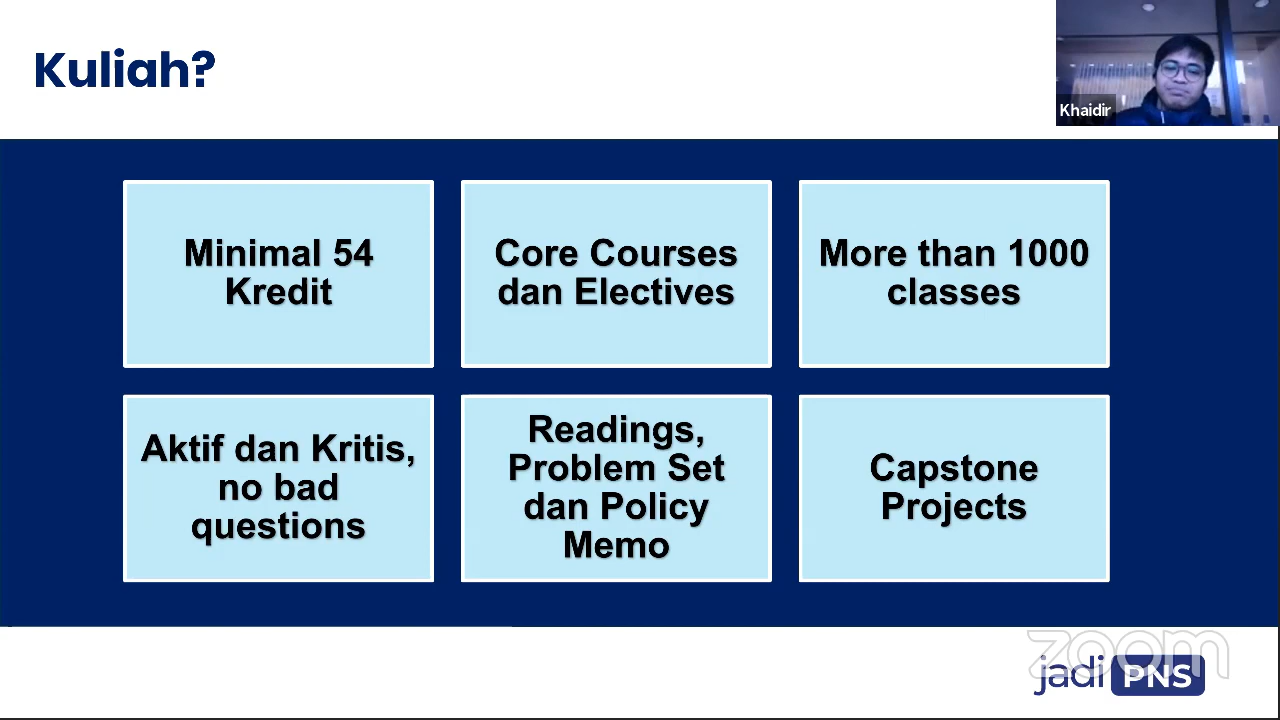 Kuliah?
Khaidir
Minimal 54
Kredit
Core Courses
dan Electives
More than 1000
classes
Aktif dan Kritis,
no bad
questions
Readings,
Problem Set
dan Policy
Memo
Capstone
Projects
zoom
jadi PNS